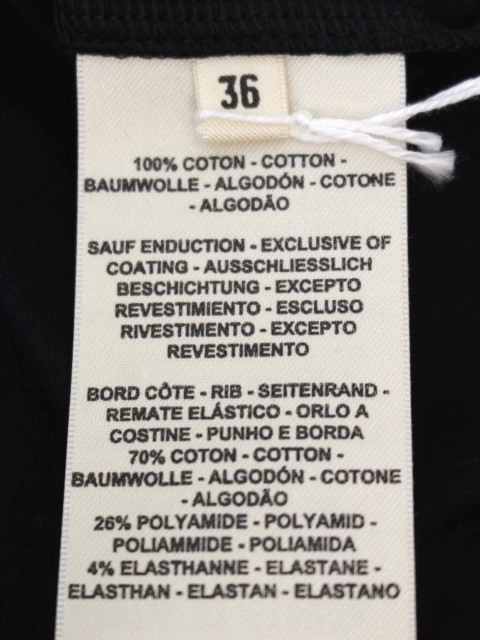 36
100% COTON - COTTON -
BAUMWOLLE - ALGODÓN - COTONE
- ALGODÃO
SAUF ENDUCTION - EXCLUSIVE OF
COATING - AUSSCHLIESSLICH
BESCHICHTUNG - EXCEPTO
REVESTIMIENTO - ESCLUSO
RIVESTIMENTO - EXCEPTO
REVESTIMENTO
BORD CÔTE - RIB - SEITENRAND -
REMATE ELÁSTICO - ORLO A
COSTINE - PUNHO E BORDA
70% COTON - COTTON -
BAUMWOLLE - ALGODÓN - COTONE
- ALGODÃO
26% POLYAMIDE - POLYAMID -
POLIAMMIDE - POLIAMIDA
4% ELASTHANNE - ELASTANE -
ELASTHAN - ELASTAN - ELASTANO